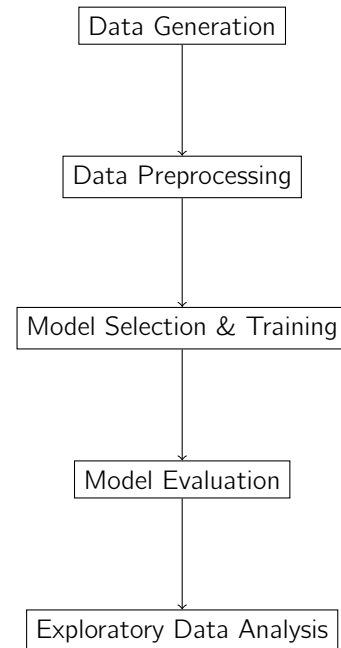 Data Generation
Data Preprocessing
Model Selection & Training
Model Evaluation
Exploratory Data Analysis